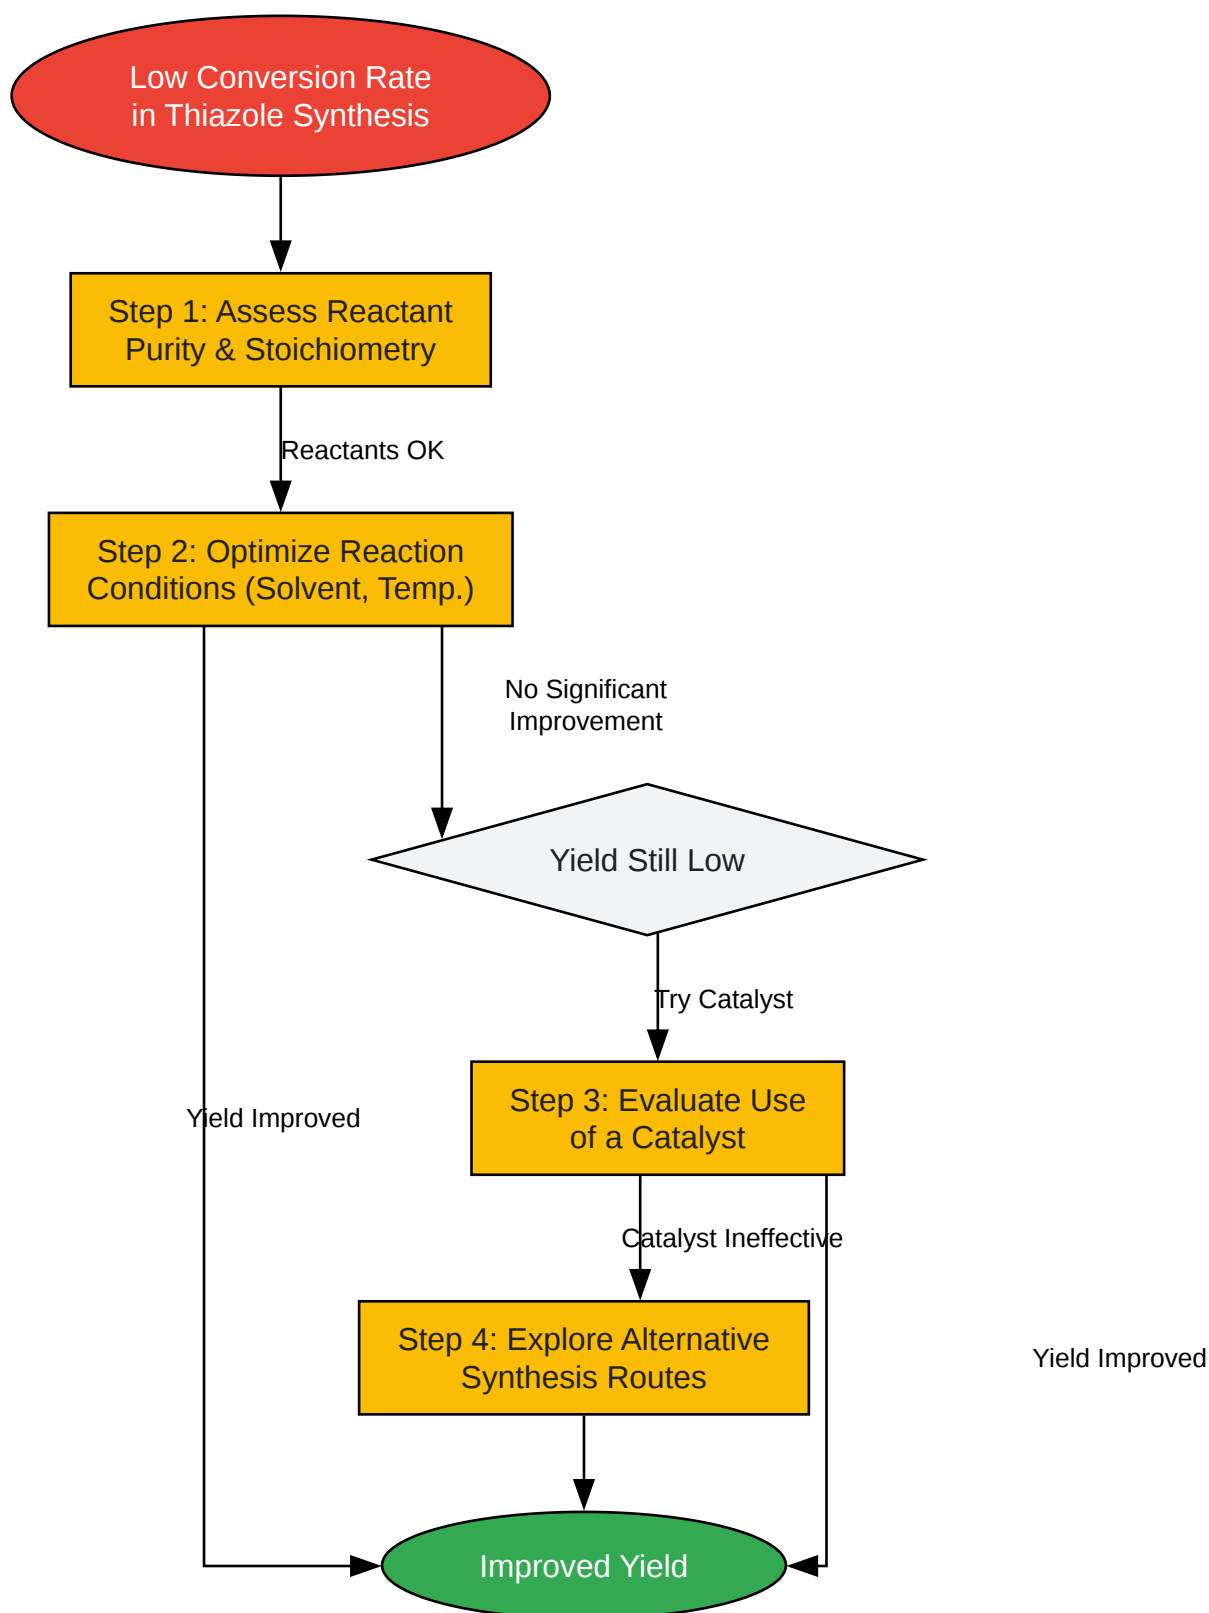 Low Conversion Rate
in Thiazole Synthesis
Step 1: Assess Reactant
Purity & Stoichiometry
Reactants OK
Step 2: Optimize Reaction
Conditions (Solvent, Temp.)
No Significant
Improvement
Yield Still Low
Try Catalyst
Step 3: Evaluate Use
of a Catalyst
Yield Improved
Catalyst Ineffective
Step 4: Explore Alternative
Synthesis Routes
Yield Improved
Improved Yield